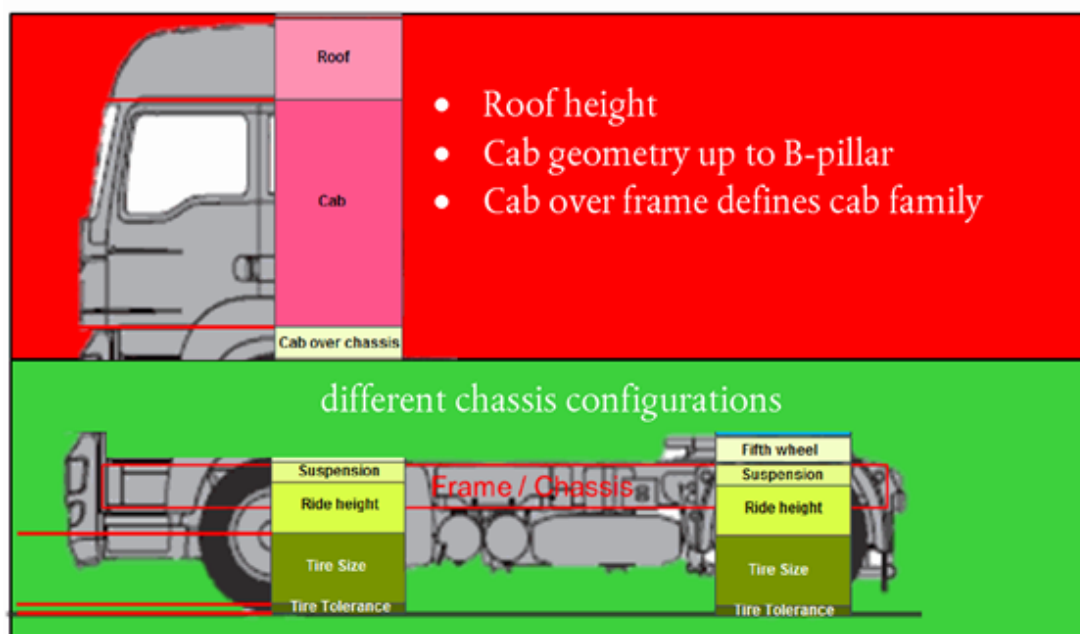 Roof
• Roof height
• Cab geometry up to B-pillar
Cab
• Cab over frame defines cab family
Cab over chassis
different chassis configurations
Fifth wheel
Suspension
Suspension
Frame / Chassis
Ride height
Ride height
Tire Size
Tire Size
Tire Tolerance
Tire Tolerance